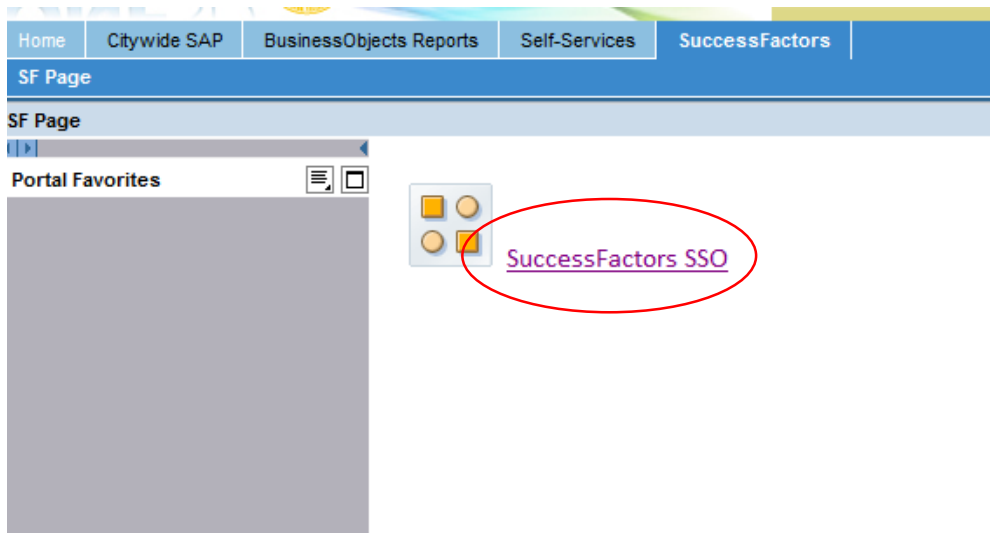 Home Citywide SAP BusinessObjects Reports Self-Services SuccessFactors
SF Page
SF Page
Portal Favorites
SuccessFactors SSO